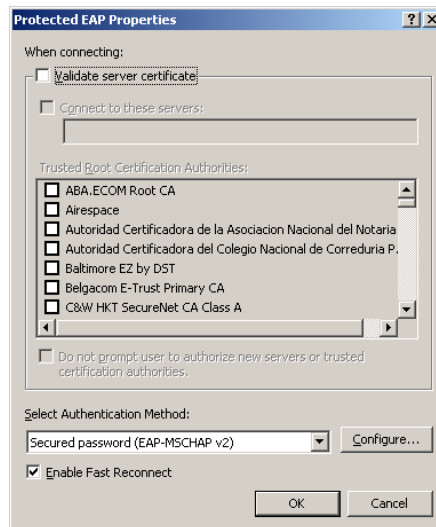 Protected EAP Properties
When connecting:
Validate server certificate
Connect to these servers:
Trusted Root Certification Authorities:
ABA.ECOM Root CA
Airespace
Autoridad Certificadora de la Asociacion Nacional del Notaria
Autoridad Certificadora del Colegio Nacional de Correduria P.
Baltimore EZ by DST
Belgacom E-Trust Primary CA
C&W HKT SecureNet CA Class A
Do not prompt user to authorize new servers or trusted
certification authorities.
Select Authentication Method:
Secured password (EAP-MSCHAP v2)
Configure...
Enable Fast Reconnect
OK
Cancel